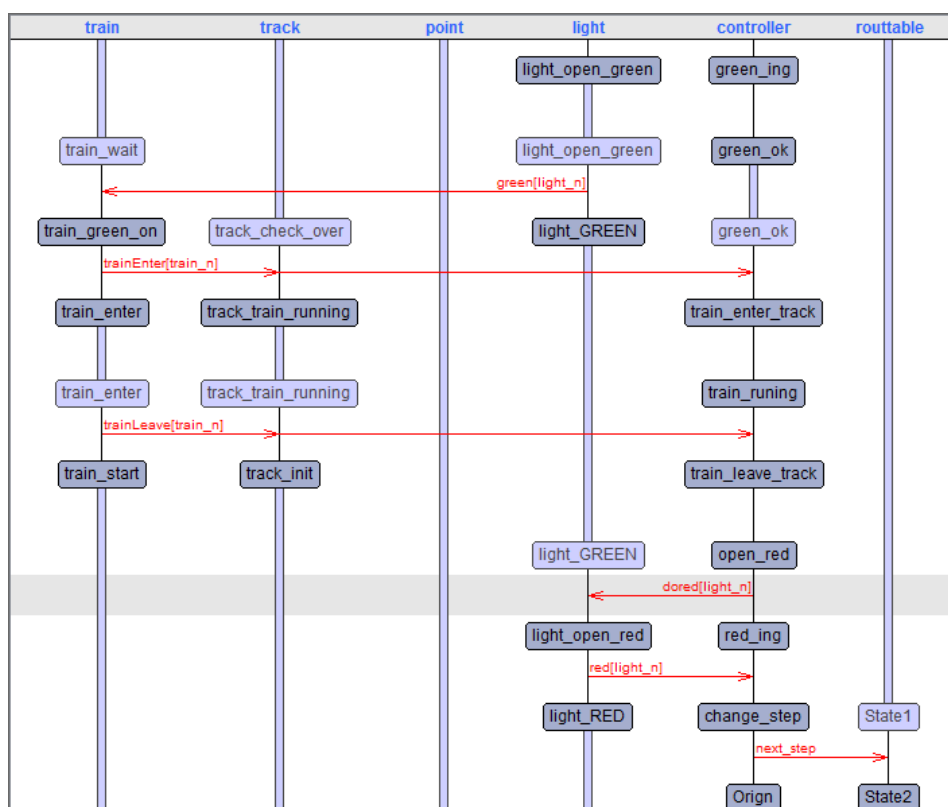 train track point light controller routtable
light_open_green green_ing
train_wait light_open_green green_ok
green[light_n]
train_green_on track_check_over light_GREEN green_ok
trainEnter[train_n]
train_enter track_train_running train_enter_track
train_enter track_train_running train_runing
trainLeave[train_n]
train_start track_init train_leave_track
light_GREEN open_red
dored[light_n]
light_open_red red_ing
red[light_n]
light_RED change_step State1
next_step
Orign State2